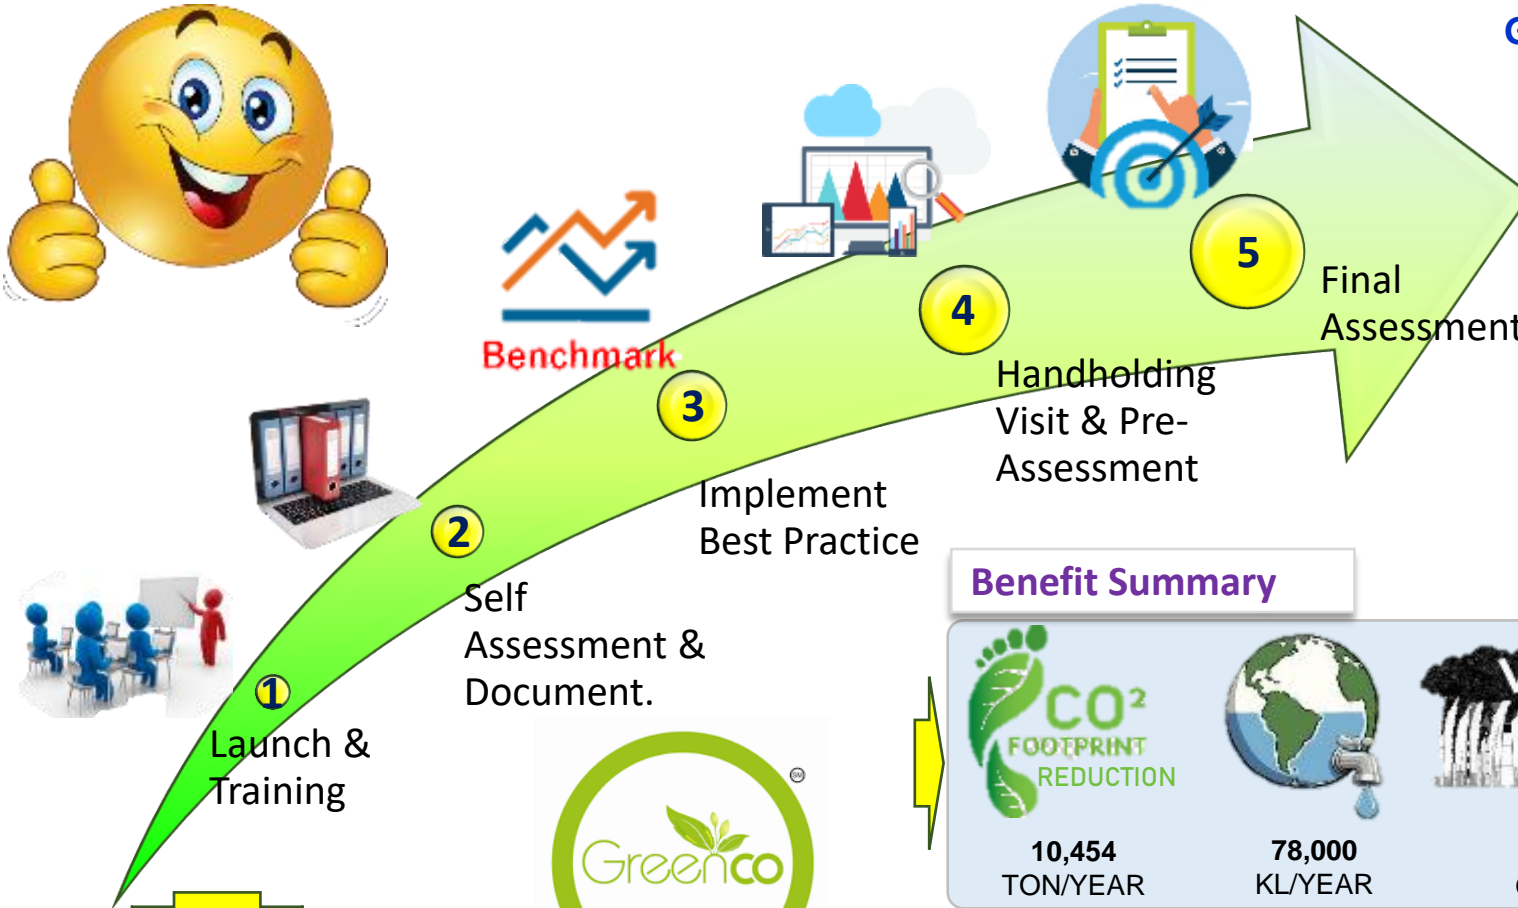 G
5
Final
Assessment
4
Handholding
Visit & Pre-
Assessment
Benchmark
3
Implement
Best Practice
2
Self
Assessment &
Document.
1
Launch &
Training
SM
Greenco
Benefit Summary
CO²
FOOTPRINT
REDUCTION
10,454
TON/YEAR
78,000
KL/YEAR